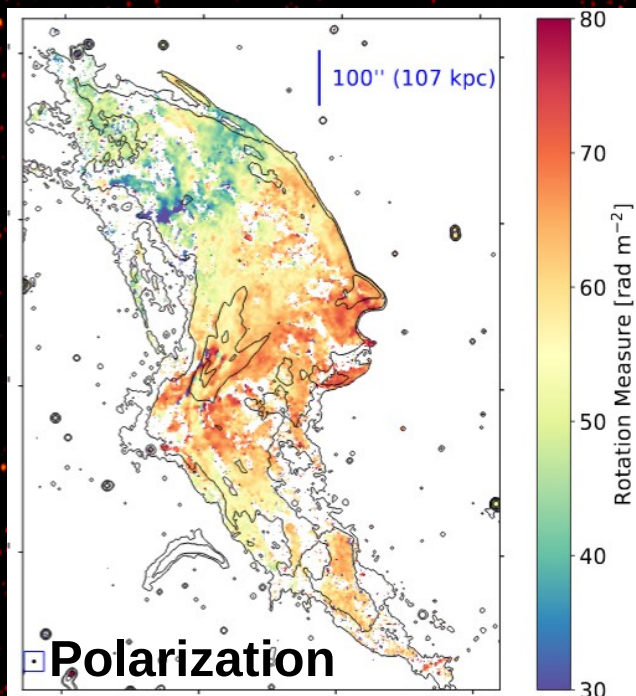 100'' (107 kpc)
80
70
60
50
40
30
Rotation Measure [rad m⁻²]
Polarization